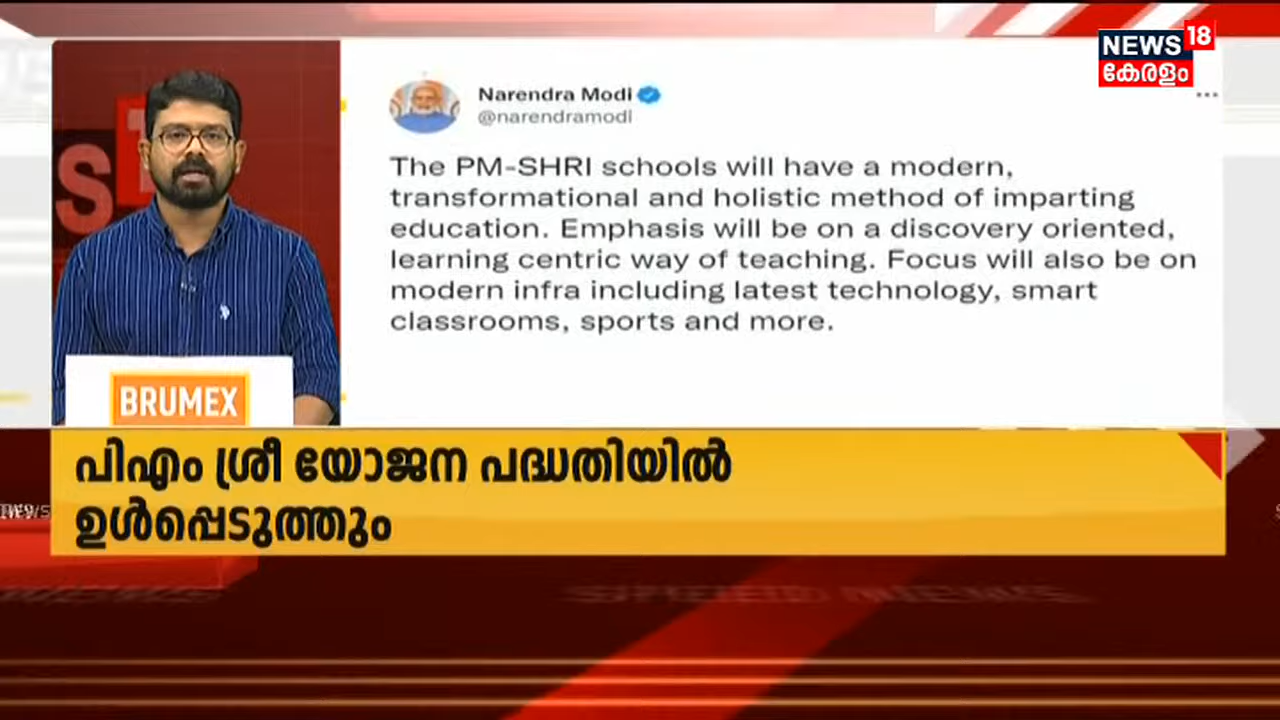 NEWS 18
കേരളം
Narendra Modi
@narendramodi
The PM-SHRI schools will have a modern,
transformational and holistic method of imparting
education. Emphasis will be on a discovery oriented,
learning centric way of teaching. Focus will also be on
modern infra including latest technology, smart
classrooms, sports and more.
BRUMEX
പിഎം ശ്രീ യോജന പദ്ധതിയിൽ
ഉൾപ്പെടുത്തും